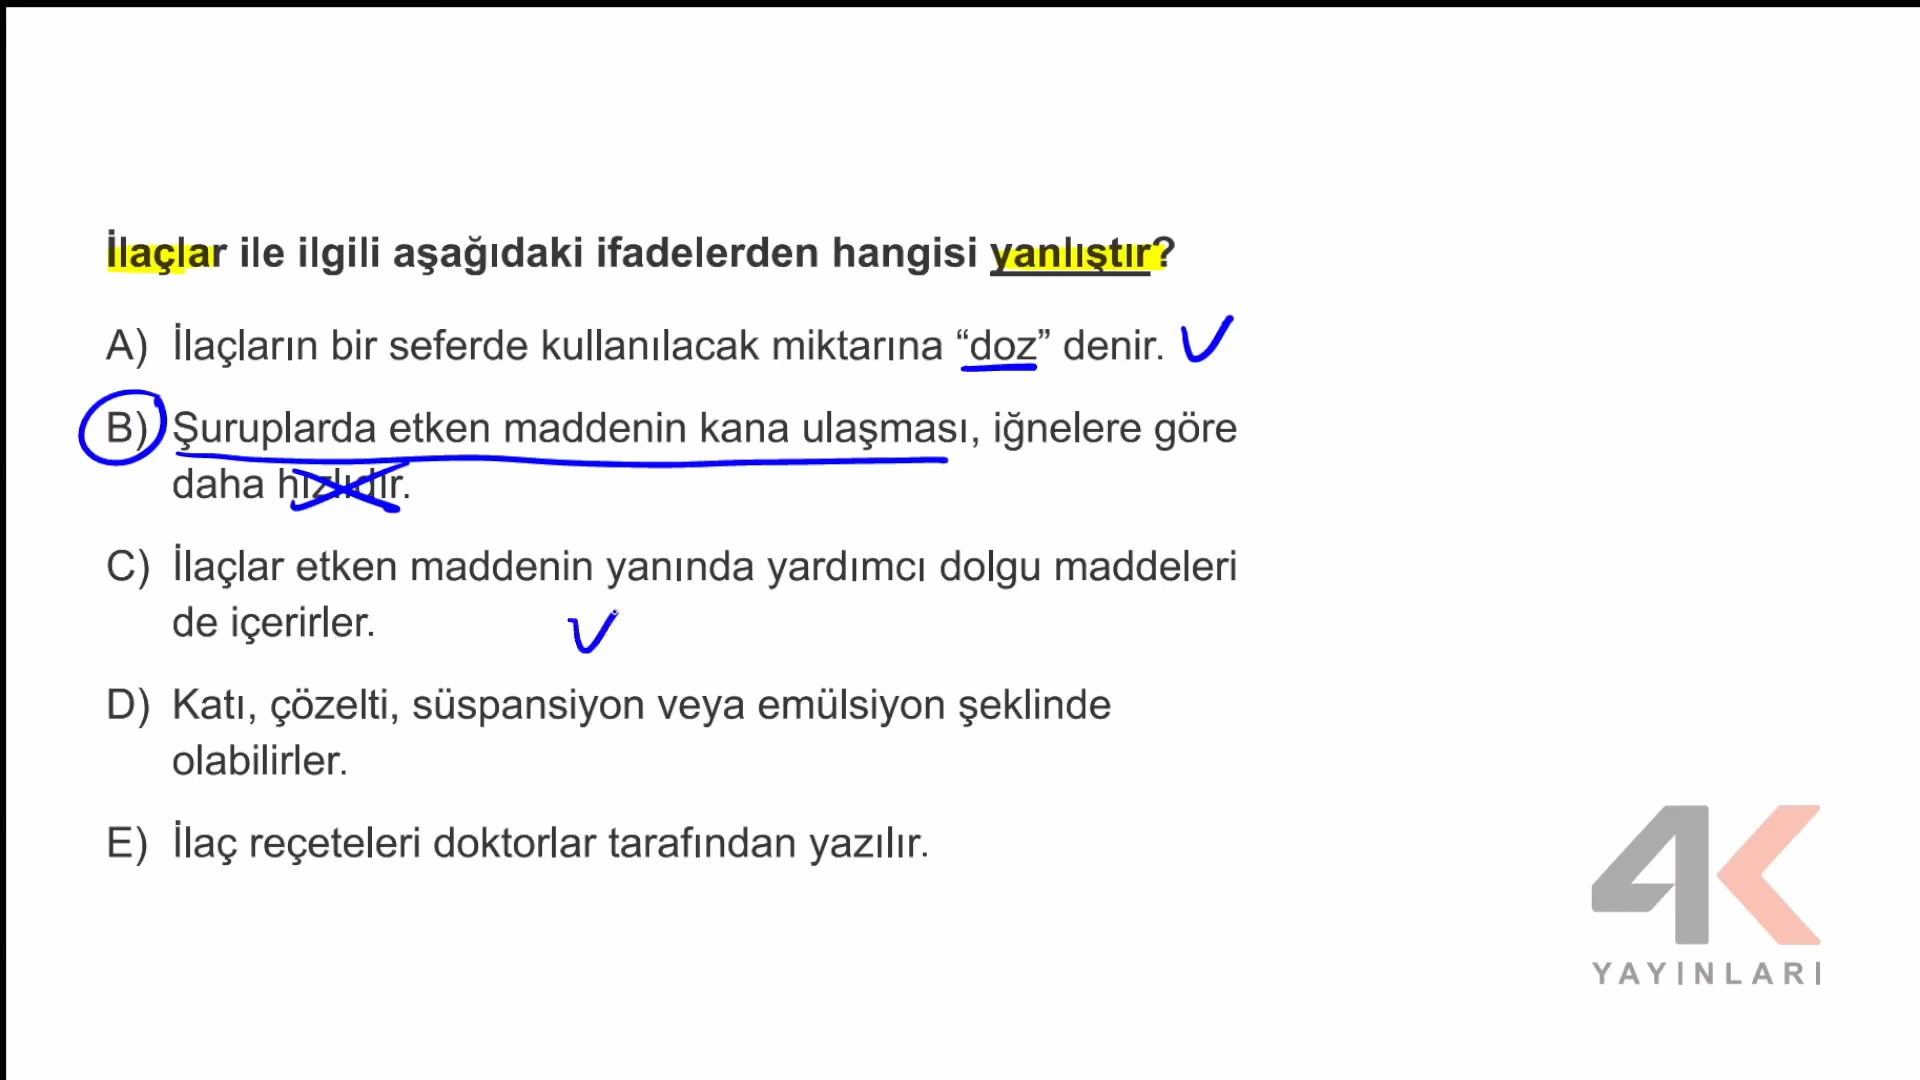 İlaçlar ile ilgili aşağıdaki ifadelerden hangisi yanlıştır?
A) İlaçların bir seferde kullanılacak miktarına “doz” denir.
B) Şuruplarda etken maddenin kana ulaşması, iğnelere göre
daha hızlıdır.
C) İlaçlar etken maddenin yanında yardımcı dolgu maddeleri
de içerirler.
D) Katı, çözelti, süspansiyon veya emülsiyon şeklinde
olabilirler.
E) İlaç reçeteleri doktorlar tarafından yazılır.
4K
YAYINLARI